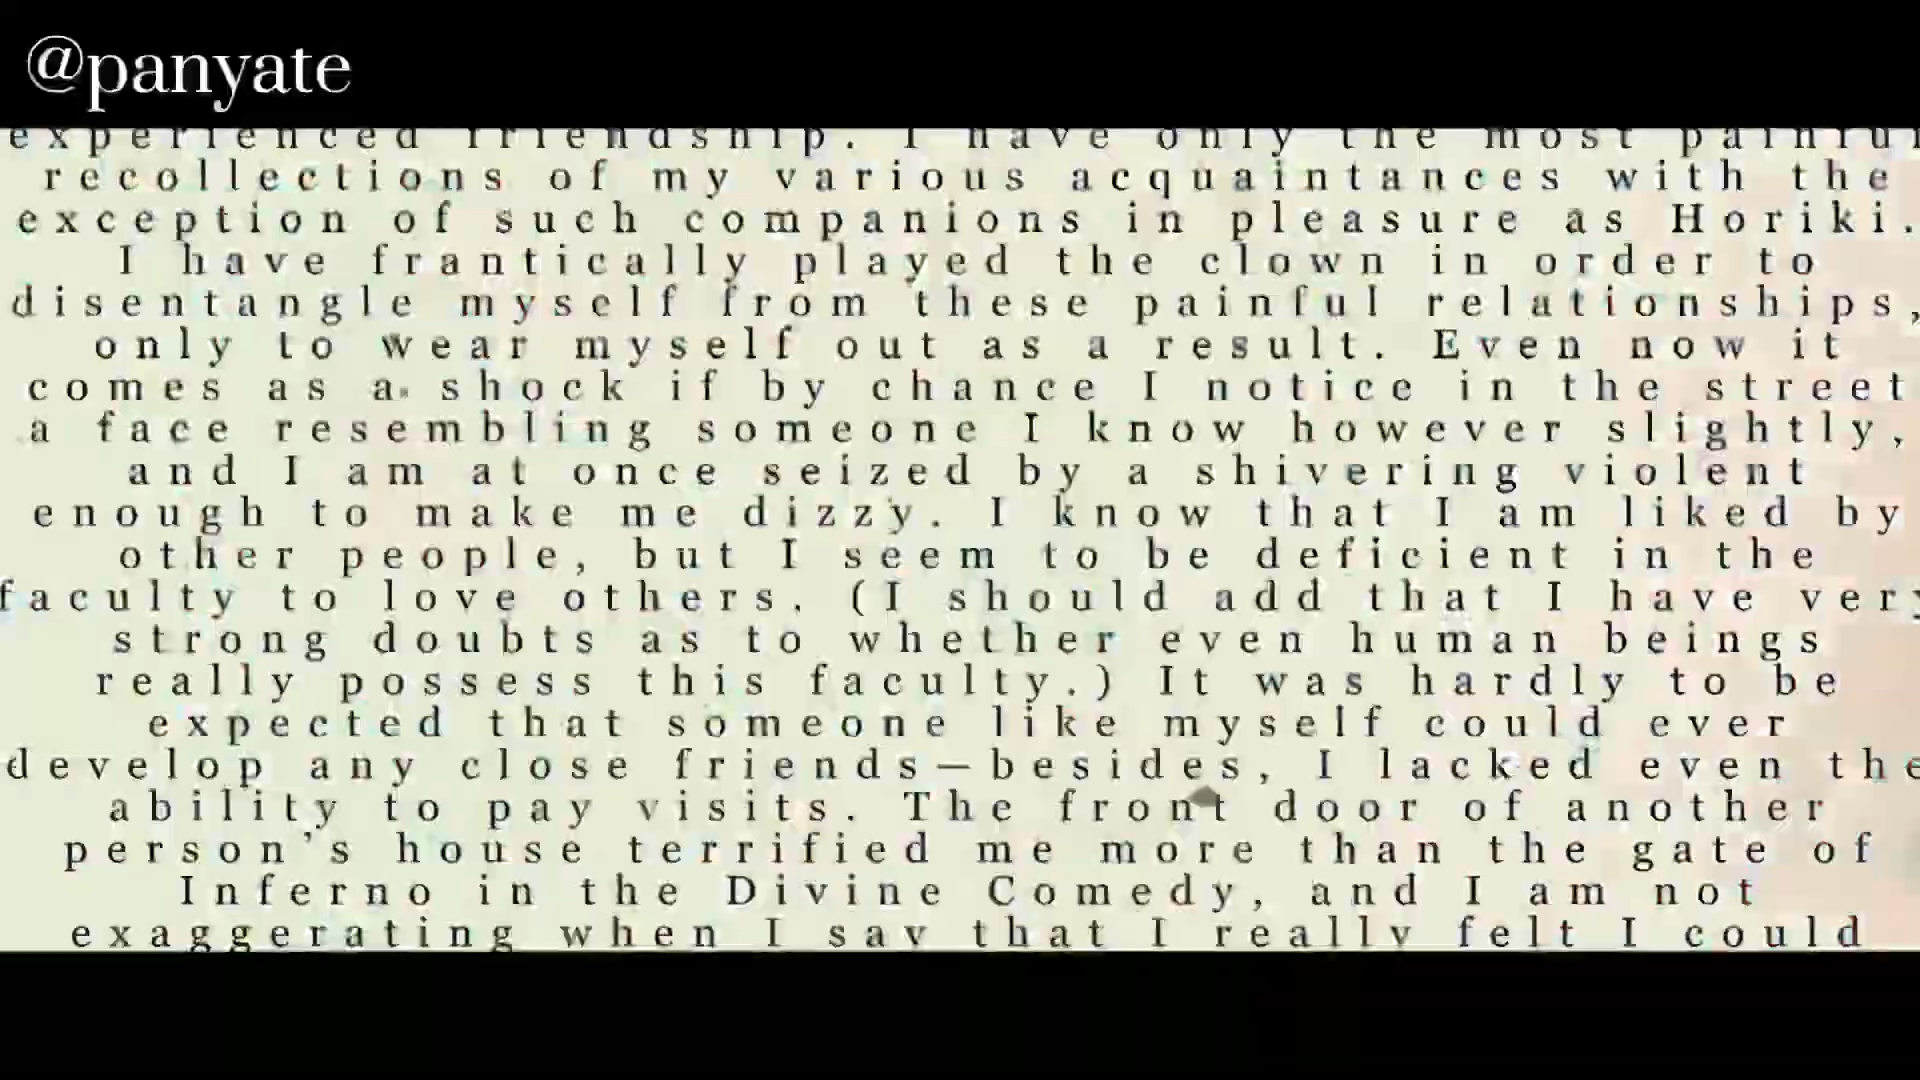 @panyate
experienced friendship. I have only the most painful
recollections of my various acquaintances with the
exception of such companions in pleasure as Horiki.
I have frantically played the clown in order to
disentangle myself from these painful relationships,
only to wear myself out as a result. Even now it
comes as a shock if by chance I notice in the street
a face resembling someone I know however slightly,
and I am at once seized by a shivering violent
enough to make me dizzy. I know that I am liked by
other people, but I seem to be deficient in the
faculty to love others. (I should add that I have very
strong doubts as to whether even human beings
really possess this faculty.) It was hardly to be
expected that someone like myself could ever
develop any close friends—besides, I lacked even the
ability to pay visits. The front door of another
person’s house terrified me more than the gate of
Inferno in the Divine Comedy, and I am not
exaggerating when I say that I really felt I could